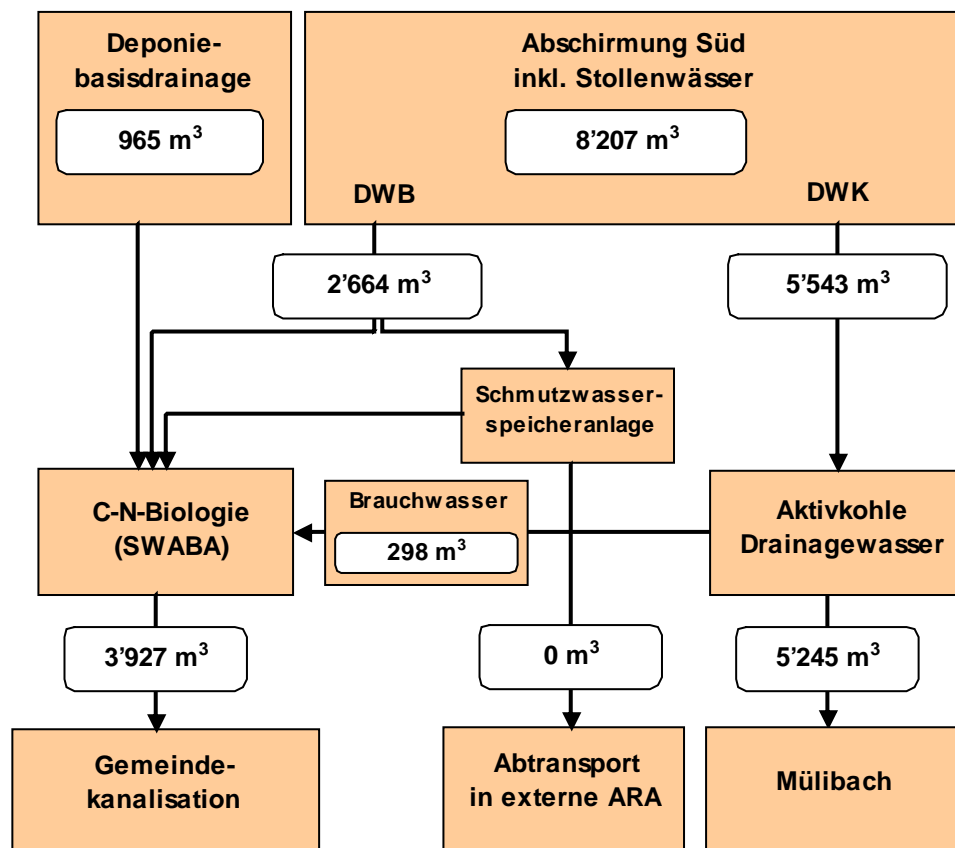 Deponie-
basisdrainage
965 m³
Abschirmung Süd
inkl. Stollenwässer
8’207 m³
DWB
DWK
2’664 m³
5’543 m³
Schmutzwasser-
speicheranlage
C-N-Biologie
(SWABA)
Brauchwasser
298 m³
Aktivkohle
Drainagewasser
3’927 m³
0 m³
5’245 m³
Gemeinde-
kanalisation
Abtransport
in externe ARA
Mülibach